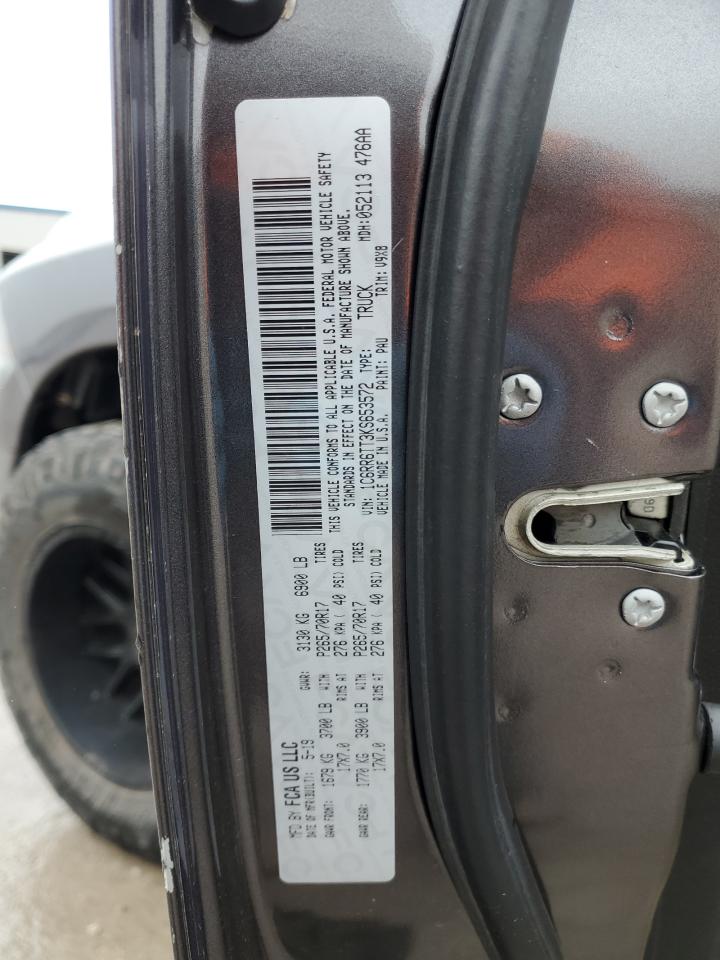 MFD BY FCA US LLC
DATE OF MFR(BUILT): 5-19 GVWR: 3130 KG 6900 LB
GAWR FRONT: 1679 KG 3700 LB WITH P265/70R17 TIRES
17X7.0 RIMS AT 276 KPA ( 40 PSI) COLD
GAWR REAR: 1770 KG 3900 LB WITH P265/70R17 TIRES
17X7.0 RIMS AT 276 KPA ( 40 PSI) COLD
THIS VEHICLE CONFORMS TO ALL APPLICABLE U.S.A. FEDERAL MOTOR VEHICLE SAFETY
STANDARDS IN EFFECT ON THE DATE OF MANUFACTURE SHOWN ABOVE.
VIN: 1C6RR6TT3KS653572 TYPE: TRUCK MDH:052113 476AA
VEHICLE MADE IN U.S.A. PAINT: PAU TRIM: V9X8